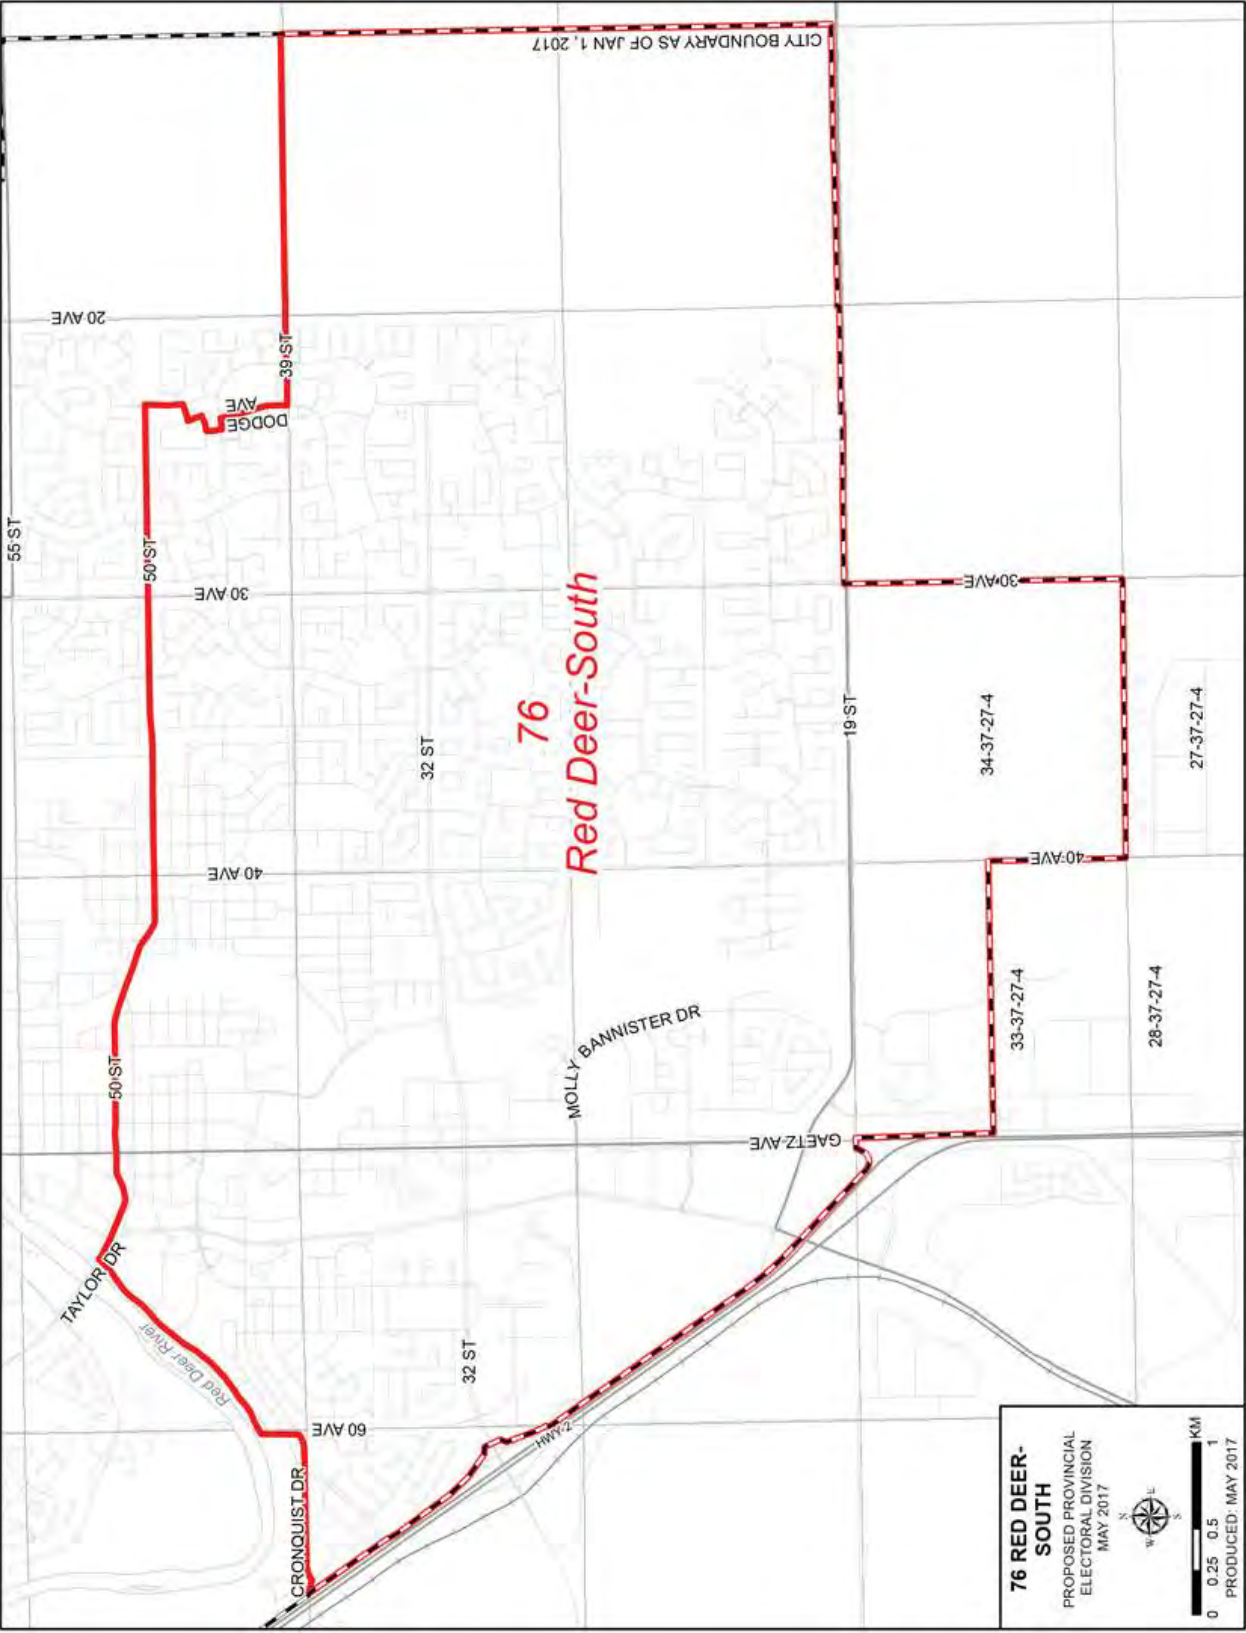 CITY BOUNDARY AS OF JAN 1, 2017
55 ST
20 AVE
39 ST
DODGE
AVE
50 ST
30 AVE
76
Red Deer-South
32 ST
19 ST
30 AVE
34-37-27-4
27-37-27-4
40 AVE
40 AVE
33-37-27-4
28-37-27-4
MOLLY BANNISTER DR
50 ST
GAETZ AVE
TAYLOR DR
Red Deer River
32 ST
60 AVE
CRONQUIST DR
HWY 2
76 RED DEER-
SOUTH
PROPOSED PROVINCIAL
ELECTORAL DIVISION
MAY 2017
N
W E
S
0 0.25 0.5 1 KM
PRODUCED: MAY 2017